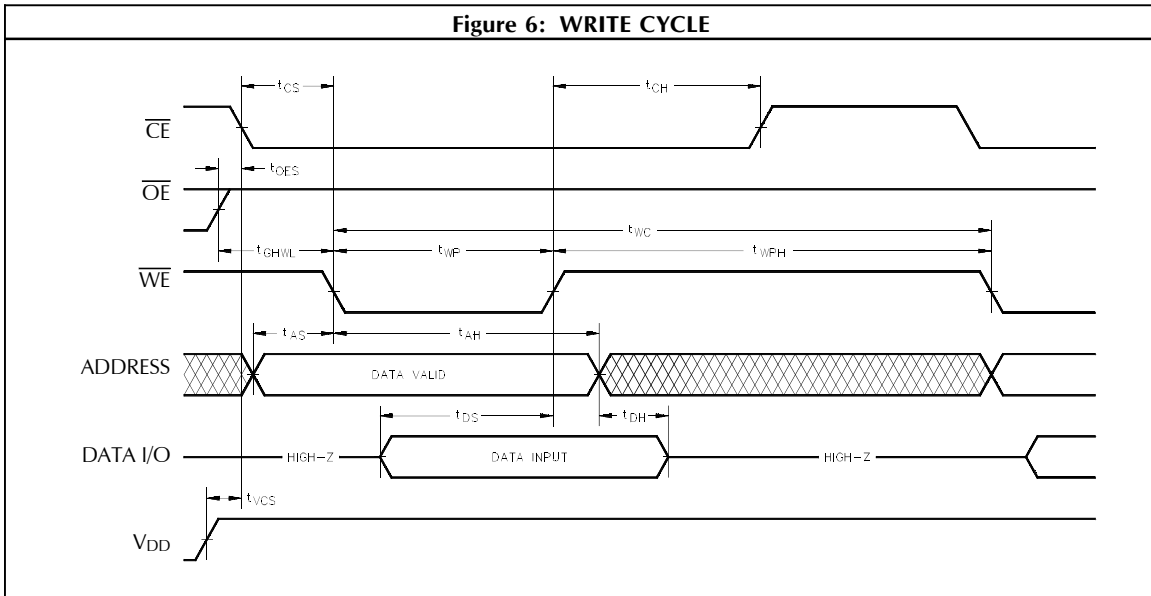 Figure 6: WRITE CYCLE
tCS
tCH
CE
tOES
OE
tWC
tGHWL
tWP
tWPH
WE
tAS
tAH
ADDRESS
DATA VALID
tDS
tDH
DATA I/O
HIGH-Z
DATA INPUT
HIGH-Z
tVCS
VDD